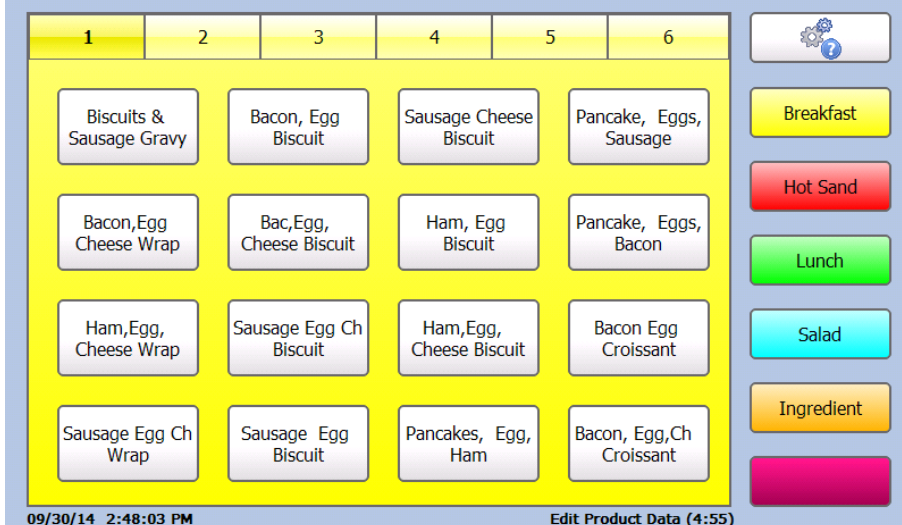 1 2 3 4 5 6
Biscuits &
Sausage Gravy
Bacon, Egg
Biscuit
Sausage Cheese
Biscuit
Pancake, Eggs,
Sausage
Bacon,Egg
Cheese Wrap
Bac,Egg,
Cheese Biscuit
Ham, Egg
Biscuit
Pancake, Eggs,
Bacon
Ham,Egg,
Cheese Wrap
Sausage Egg Ch
Biscuit
Ham,Egg,
Cheese Biscuit
Bacon Egg
Croissant
Sausage Egg Ch
Wrap
Sausage Egg
Biscuit
Pancakes, Egg,
Ham
Bacon, Egg,Ch
Croissant
?
Breakfast
Hot Sand
Lunch
Salad
Ingredient
09/30/14 2:48:03 PM
Edit Product Data (4:55)